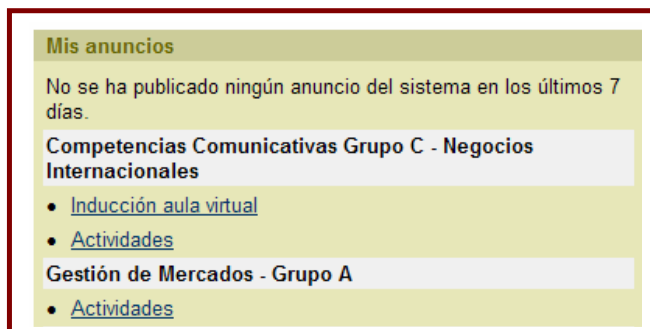 Mis anuncios
No se ha publicado ningún anuncio del sistema en los últimos 7
días.
Competencias Comunicativas Grupo C - Negocios
Internacionales
• Inducción aula virtual
• Actividades
Gestión de Mercados - Grupo A
• Actividades